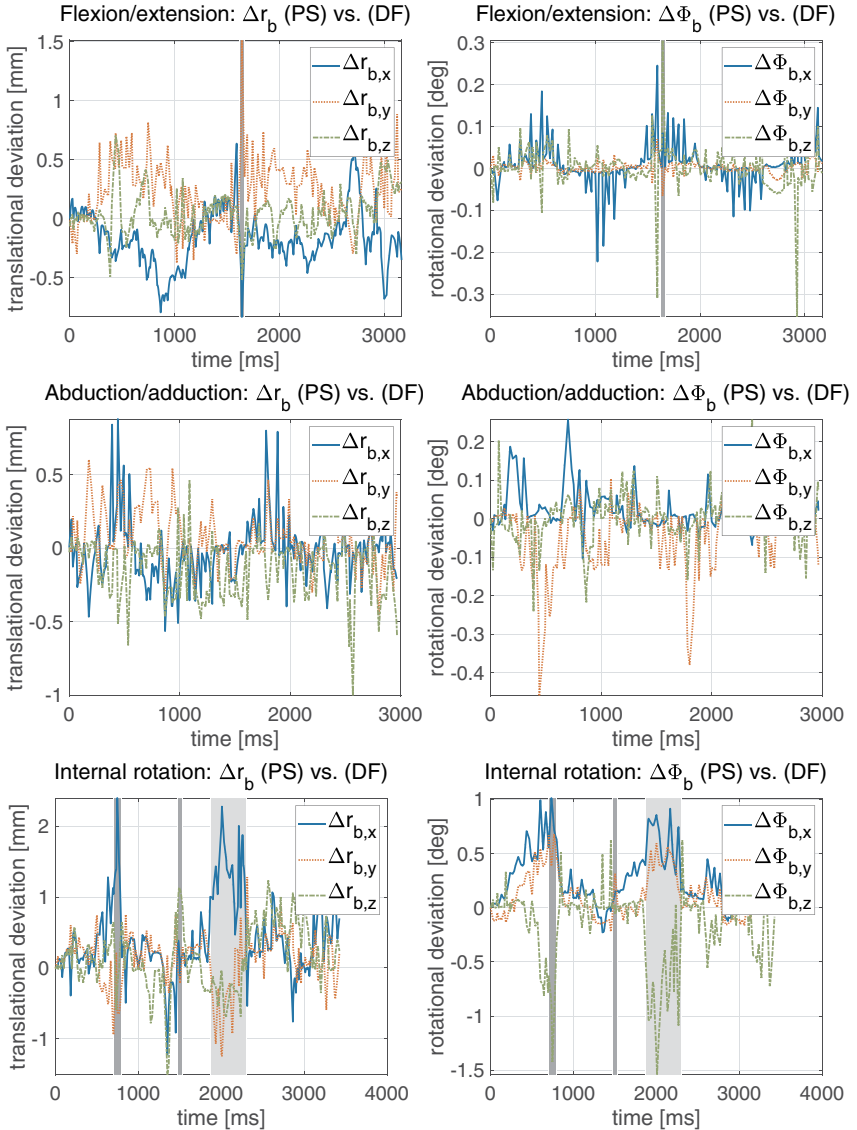 Flexion/extension: Δr_b (PS) vs. (DF)
translational deviation [mm]
1.5
1
0.5
0
-0.5
Δr_b,x
Δr_b,y
Δr_b,z
0 1000 2000 3000
time [ms]
Flexion/extension: ΔΦ_b (PS) vs. (DF)
rotational deviation [deg]
0.3
0.2
0.1
0
-0.1
-0.2
-0.3
ΔΦ_b,x
ΔΦ_b,y
ΔΦ_b,z
0 1000 2000 3000
time [ms]
Abduction/adduction: Δr_b (PS) vs. (DF)
translational deviation [mm]
0.5
0
-0.5
-1
Δr_b,x
Δr_b,y
Δr_b,z
0 1000 2000 3000
time [ms]
Abduction/adduction: ΔΦ_b (PS) vs. (DF)
rotational deviation [deg]
0.2
0.1
0
-0.1
-0.2
-0.3
-0.4
ΔΦ_b,x
ΔΦ_b,y
ΔΦ_b,z
0 1000 2000 3000
time [ms]
Internal rotation: Δr_b (PS) vs. (DF)
translational deviation [mm]
2
1
0
-1
Δr_b,x
Δr_b,y
Δr_b,z
0 1000 2000 3000 4000
time [ms]
Internal rotation: ΔΦ_b (PS) vs. (DF)
rotational deviation [deg]
1
0.5
0
-0.5
-1
-1.5
ΔΦ_b,x
ΔΦ_b,y
ΔΦ_b,z
0 1000 2000 3000 4000
time [ms]